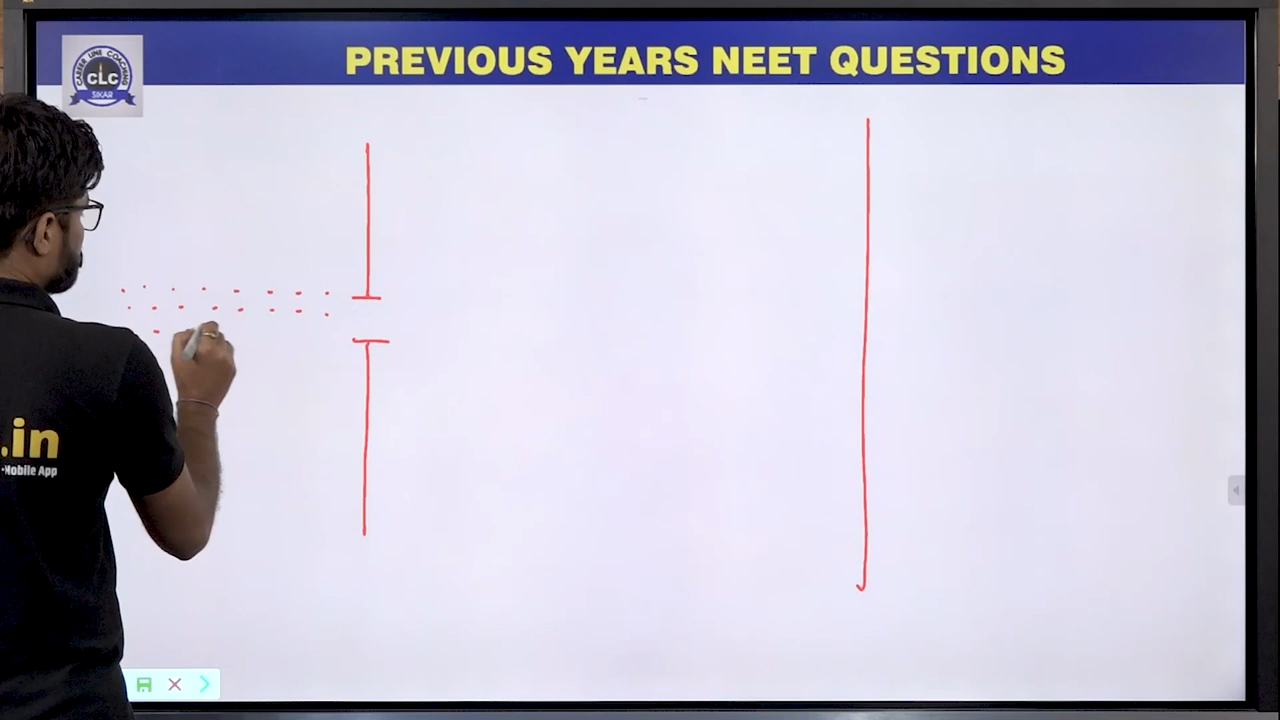 PREVIOUS YEARS NEET QUESTIONS
CAREER LINE COACHING
CLC
SIKAR
.in
Mobile App